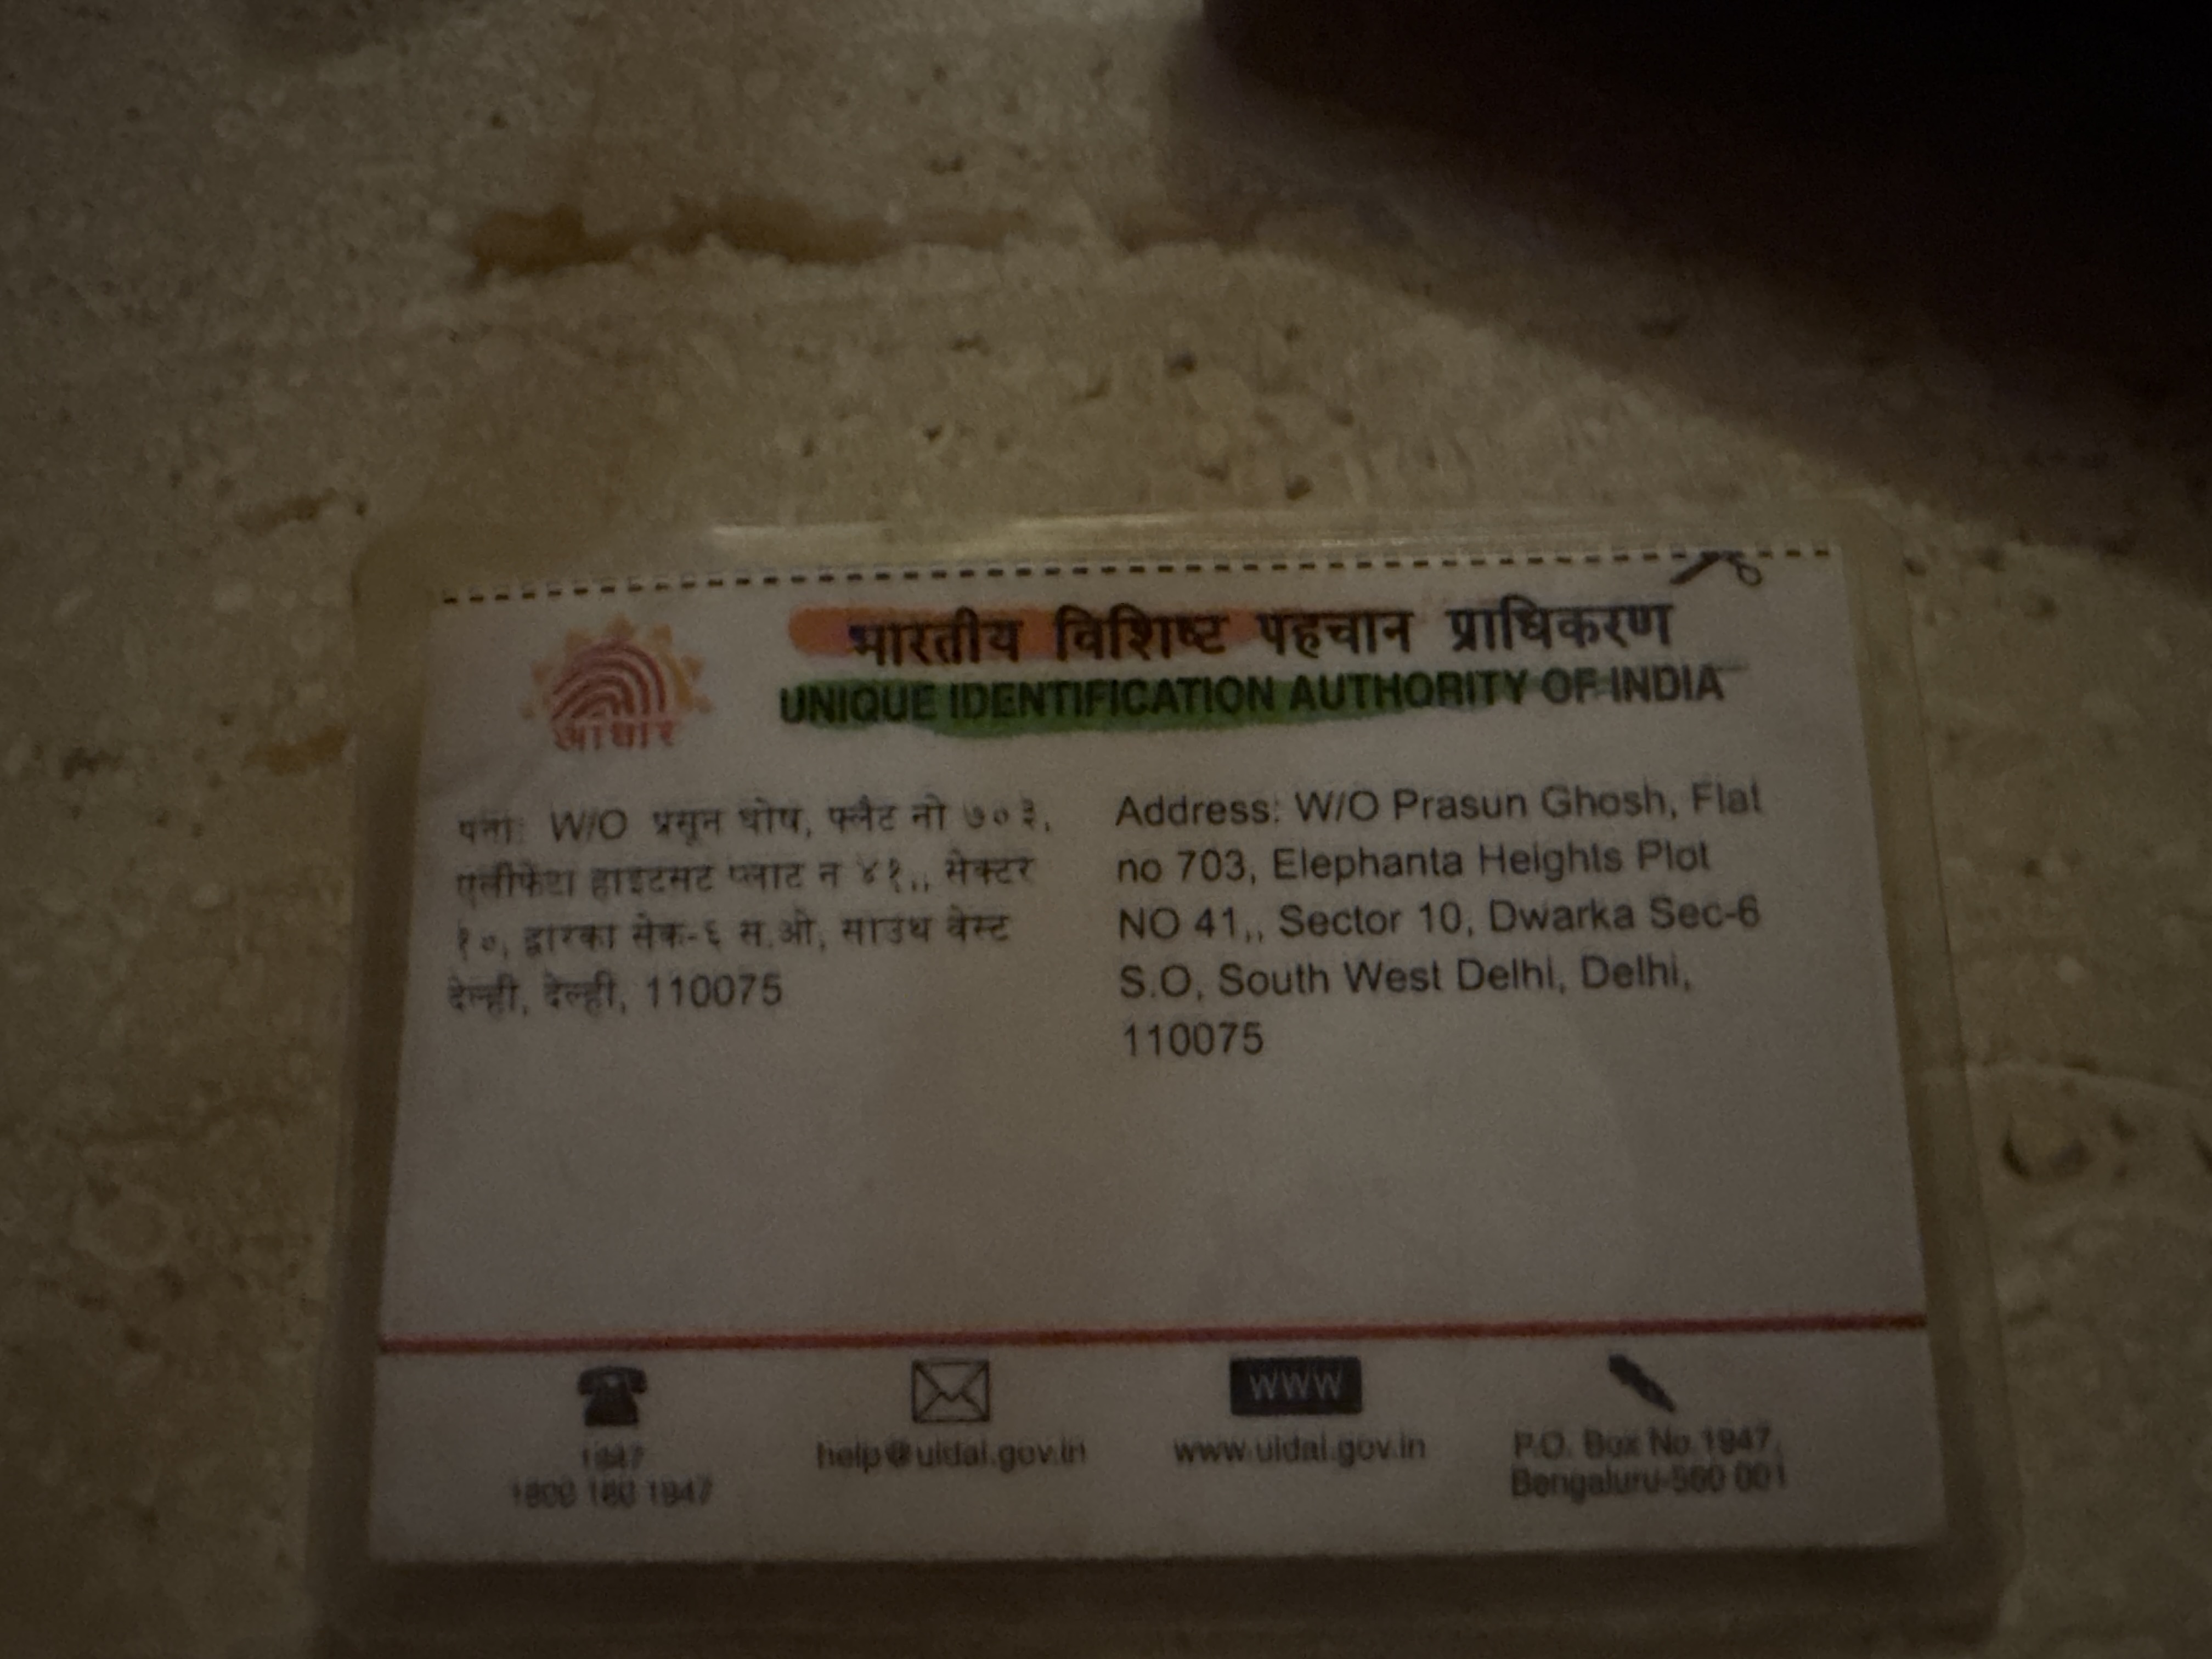 भारतीय विशिष्ट पहचान प्राधिकरण
UNIQUE IDENTIFICATION AUTHORITY OF INDIA
आधार
पता: W/O प्रसून घोष, फ्लैट नो ७०३,
हाइटमट प्लाट न ४१,, सेक्टर
१०, द्वारका सेक-६ स.ओ, साउथ वेस्ट
देल्ही, देल्ही, 110075
Address: W/O Prasun Ghosh, Flat
no 703, Elephanta Heights Plot
NO 41,, Sector 10, Dwarka Sec-6
S.O, South West Delhi, Delhi,
110075
1947
1800 180 1947
help@uidai.gov.in
WWW
www.uidai.gov.in
P.O. Box No.1947,
Bengaluru-560 001